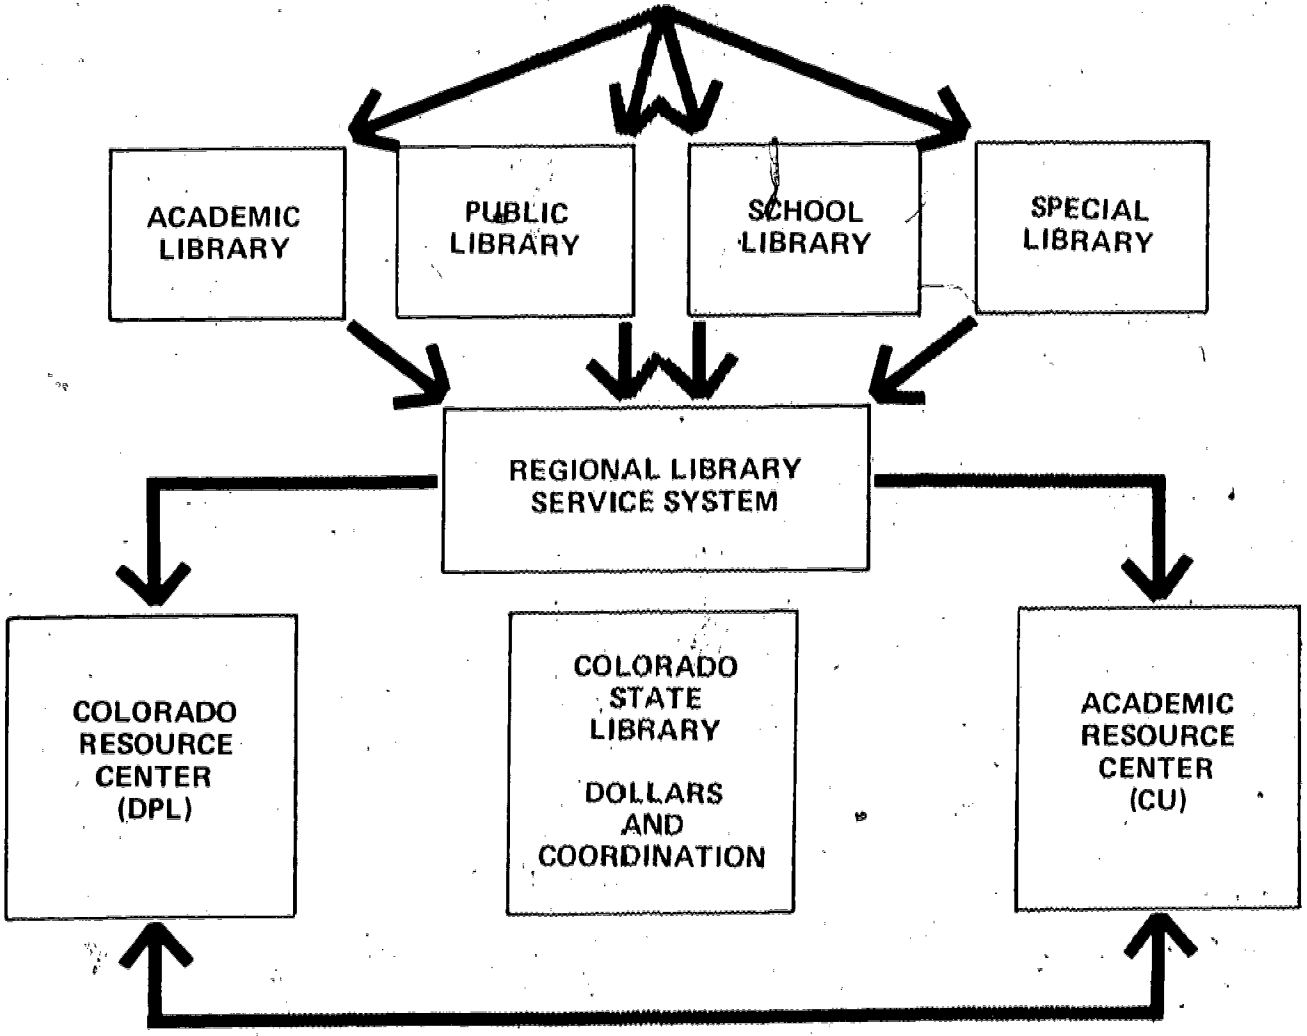 ACADEMIC
LIBRARY
PUBLIC
LIBRARY
SCHOOL
LIBRARY
SPECIAL
LIBRARY
REGIONAL LIBRARY
SERVICE SYSTEM
COLORADO
RESOURCE
CENTER
(DPL)
COLORADO
STATE
LIBRARY
DOLLARS
AND
COORDINATION
ACADEMIC
RESOURCE
CENTER
(CU)